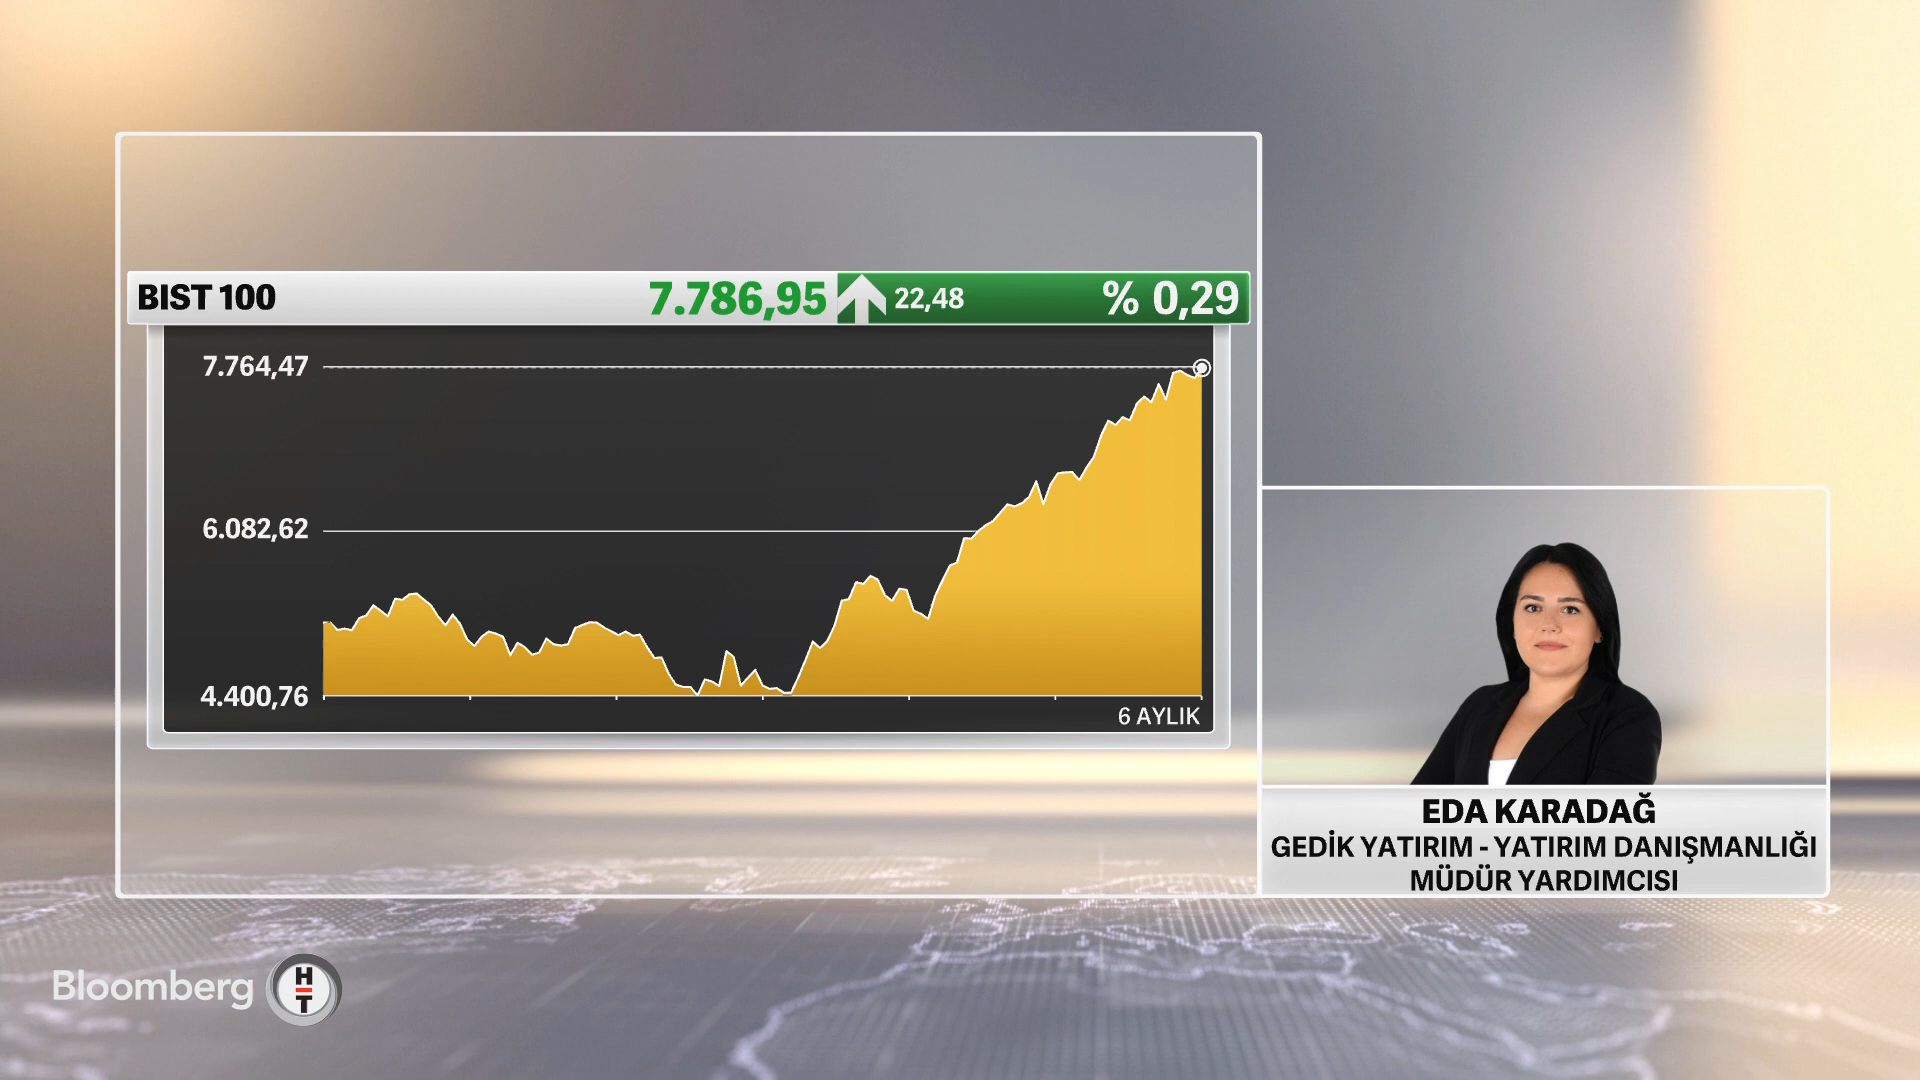 BIST 100 7.786,95 22,48 % 0,29
7.764,47
6.082,62
4.400,76
6 AYLIK
EDA KARADAĞ
GEDİK YATIRIM - YATIRIM DANIŞMANLIĞI
MÜDÜR YARDIMCISI
Bloomberg HT